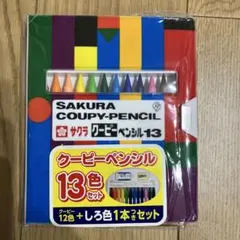 SAKURA
COUPY-PENCIL
サクラ クーピーペンシル13
クーピーペンシル
13色セット
クーピー12色+しろ色1本つきセット